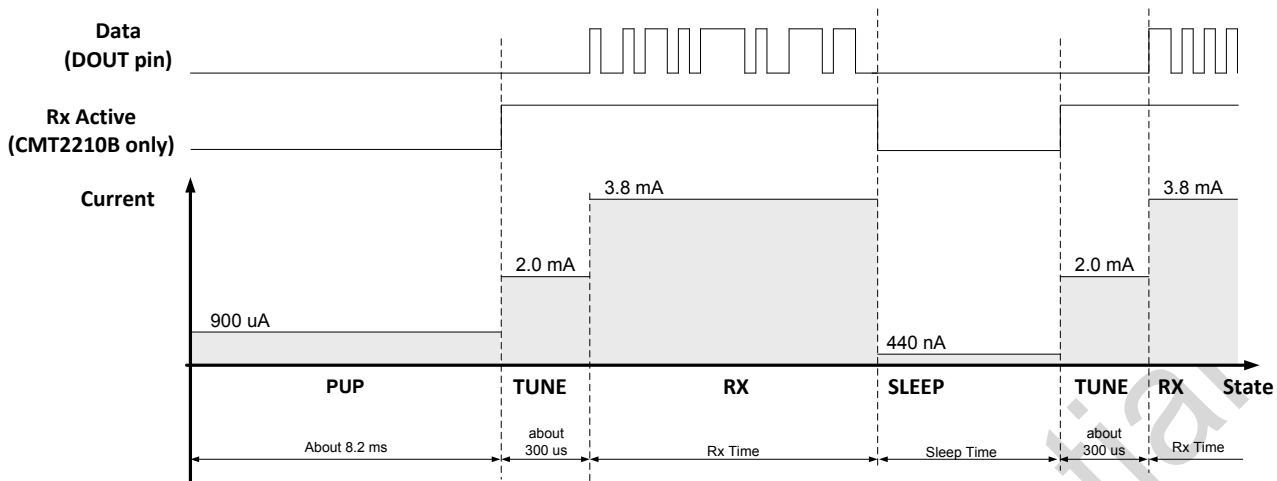 Data
(DOUT pin)
Rx Active
(CMT2210B only)
Current
3.8 mA
3.8 mA
2.0 mA
2.0 mA
900 uA
440 nA
PUP
TUNE
RX
SLEEP
TUNE
RX
State
About 8.2 ms
about
300 us
Rx Time
Sleep Time
about
300 us
Rx Time